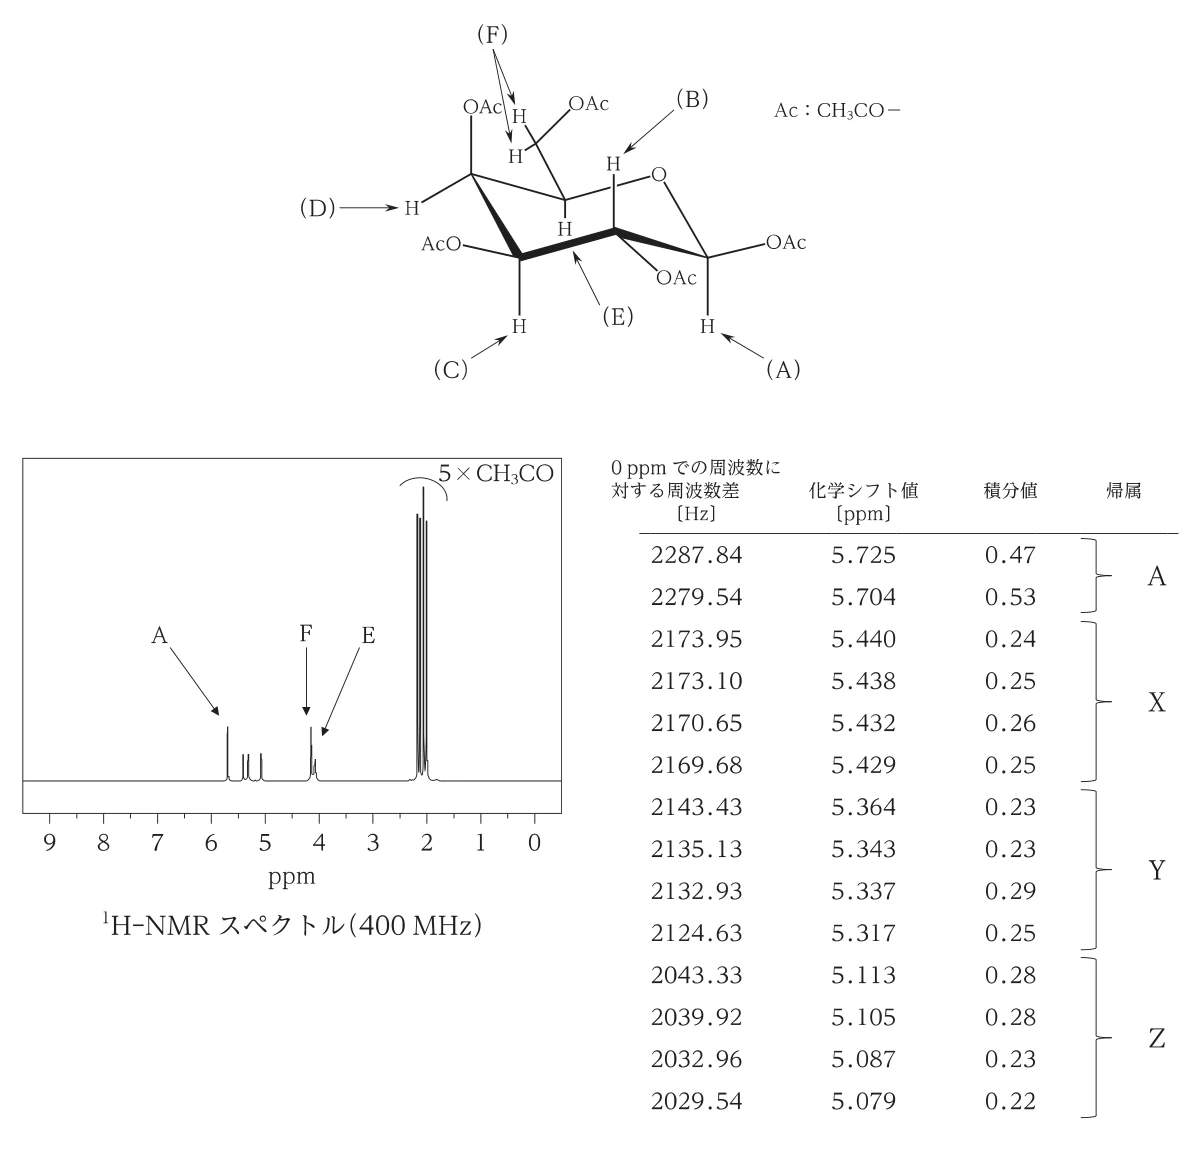 (F)
OAc
H
OAc
(B)
Ac：CH₃CO−
H
H
O
(D)
H
H
AcO
OAc
OAc
(E)
H
H
(C)
(A)
5×CH₃CO
A
F
E
9 8 7 6 5 4 3 2 1 0
ppm
¹H-NMR スペクトル(400 MHz)
0 ppm での周波数に
対する周波数差 化学シフト値 積分値 帰属
〔Hz〕 〔ppm〕
2287.84 5.725 0.47
A
2279.54 5.704 0.53
2173.95 5.440 0.24
2173.10 5.438 0.25
X
2170.65 5.432 0.26
2169.68 5.429 0.25
2143.43 5.364 0.23
2135.13 5.343 0.23
Y
2132.93 5.337 0.29
2124.63 5.317 0.25
2043.33 5.113 0.28
2039.92 5.105 0.28
Z
2032.96 5.087 0.23
2029.54 5.079 0.22